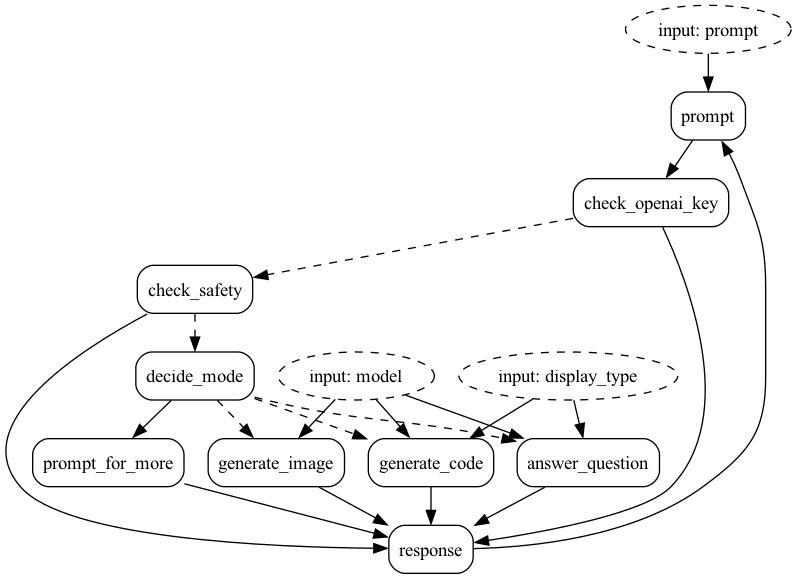 input: prompt
prompt
check_openai_key
check_safety
decide_mode
input: model
input: display_type
prompt_for_more
generate_image
generate_code
answer_question
response